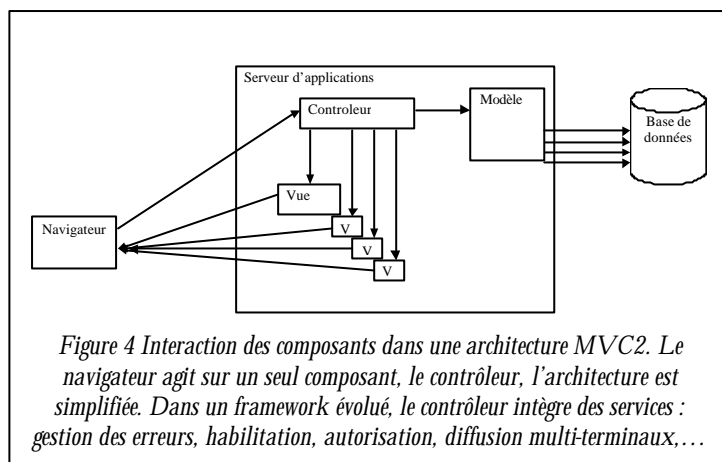 Serveur d'applications
Controleur
Modèle
Base de
données
Vue
Navigateur
V
V
V
Figure 4 Interaction des composants dans une architecture MVC2. Le
navigateur agit sur un seul composant, le contrôleur, l'architecture est
simplifiée. Dans un framework évolué, le contrôleur intègre des services :
gestion des erreurs, habilitation, autorisation, diffusion multi-terminaux,…